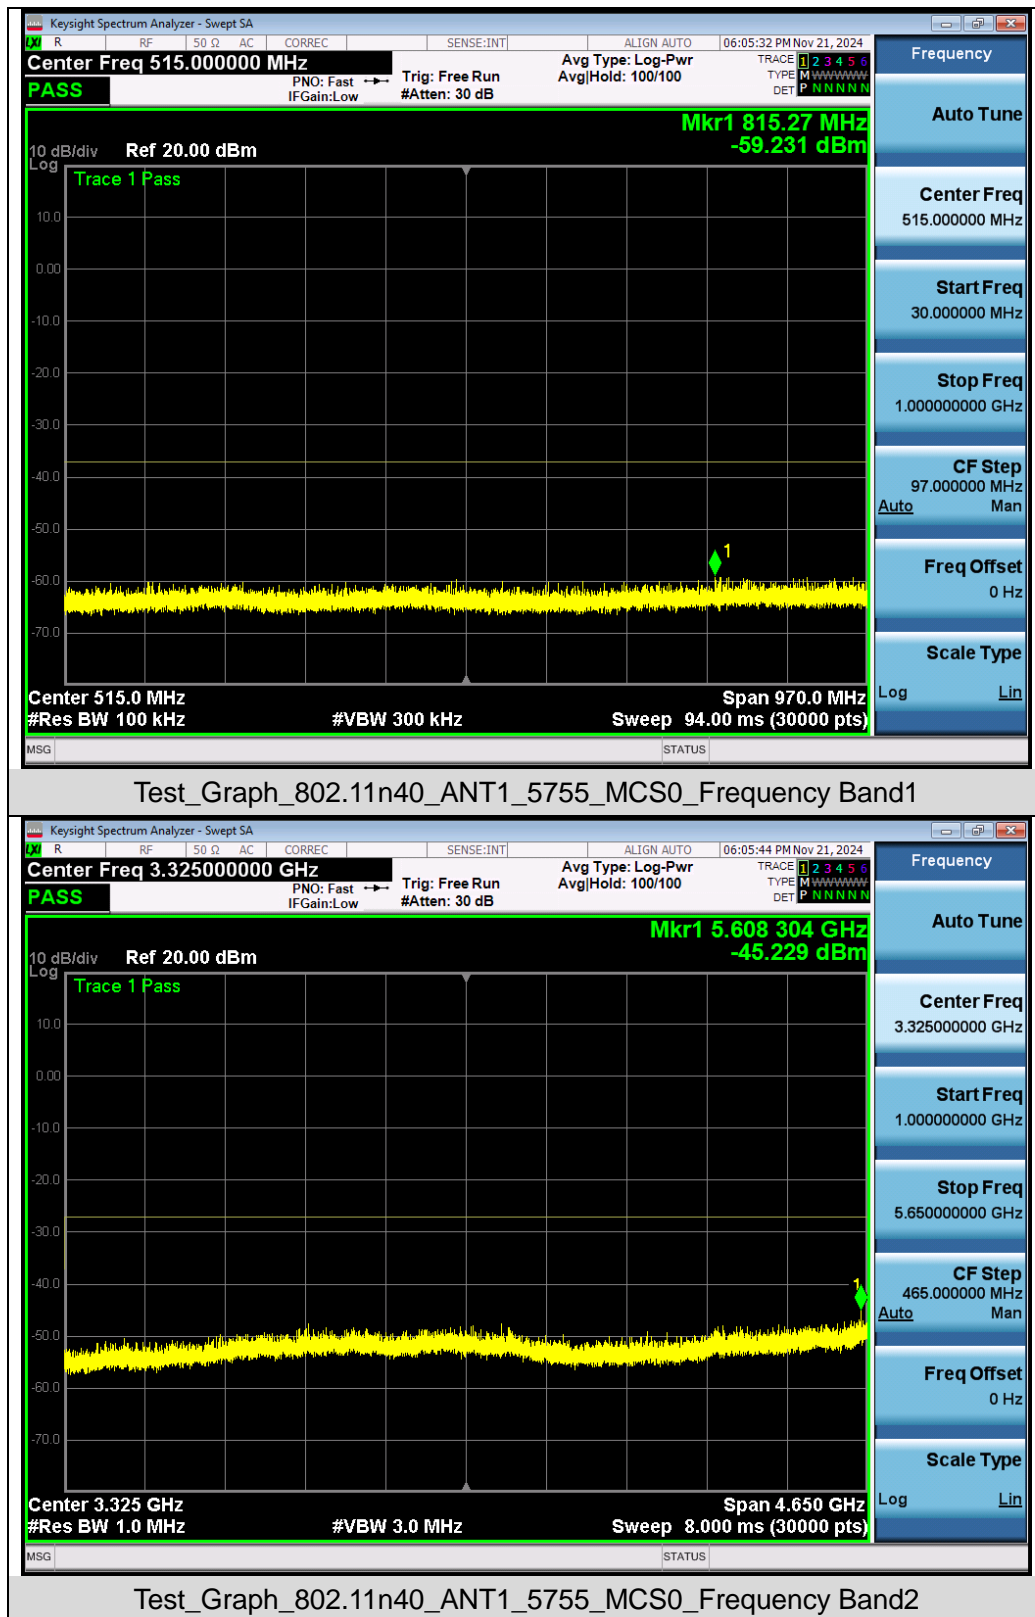 Keysight Spectrum Analyzer - Swept SA
LXI R RF 50 Ω AC CORREC SENSE:INT ALIGN AUTO 06:05:32 PM Nov 21, 2024
Center Freq 515.000000 MHz
PASS
PNO: Fast
IFGain:Low
Trig: Free Run
#Atten: 30 dB
Avg Type: Log-Pwr
Avg|Hold: 100/100
TRACE 1 2 3 4 5 6
TYPE M WWWWW
DET P N N N N N
Mkr1 815.27 MHz
-59.231 dBm
10 dB/div Ref 20.00 dBm
Log
Trace 1 Pass
10.0
0.00
-10.0
-20.0
-30.0
-40.0
-50.0
-60.0
-70.0
1
Center 515.0 MHz Span 970.0 MHz
#Res BW 100 kHz #VBW 300 kHz Sweep 94.00 ms (30000 pts)
MSG STATUS
Frequency
Auto Tune
Center Freq
515.000000 MHz
Start Freq
30.000000 MHz
Stop Freq
1.000000000 GHz
CF Step
97.000000 MHz
Auto Man
Freq Offset
0 Hz
Scale Type
Log Lin
Test_Graph_802.11n40_ANT1_5755_MCS0_Frequency Band1
Keysight Spectrum Analyzer - Swept SA
LXI R RF 50 Ω AC CORREC SENSE:INT ALIGN AUTO 06:05:44 PM Nov 21, 2024
Center Freq 3.325000000 GHz
PASS
PNO: Fast
IFGain:Low
Trig: Free Run
#Atten: 30 dB
Avg Type: Log-Pwr
Avg|Hold: 100/100
TRACE 1 2 3 4 5 6
TYPE M WWWWW
DET P N N N N N
Mkr1 5.608 304 GHz
-45.229 dBm
10 dB/div Ref 20.00 dBm
Log
Trace 1 Pass
10.0
0.00
-10.0
-20.0
-30.0
-40.0
-50.0
-60.0
-70.0
1
Center 3.325 GHz Span 4.650 GHz
#Res BW 1.0 MHz #VBW 3.0 MHz Sweep 8.000 ms (30000 pts)
MSG STATUS
Frequency
Auto Tune
Center Freq
3.325000000 GHz
Start Freq
1.000000000 GHz
Stop Freq
5.650000000 GHz
CF Step
465.000000 MHz
Auto Man
Freq Offset
0 Hz
Scale Type
Log Lin
Test_Graph_802.11n40_ANT1_5755_MCS0_Frequency Band2